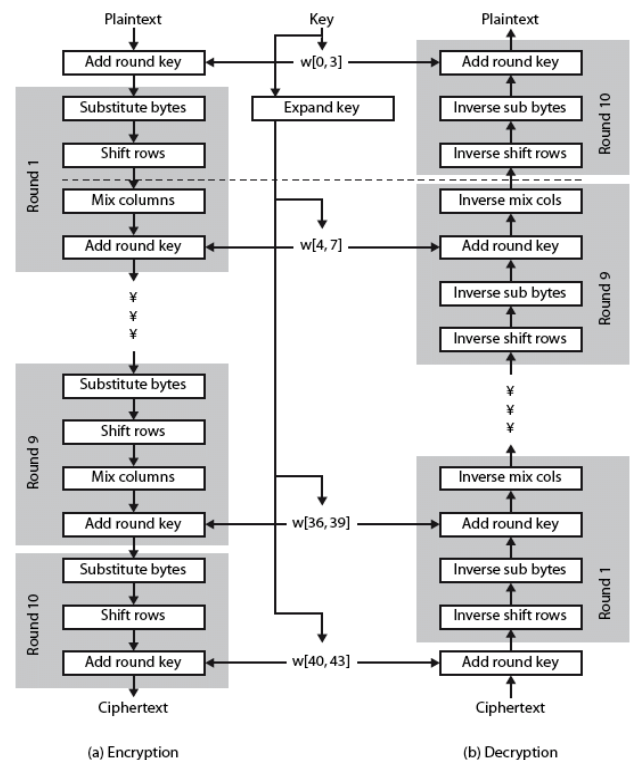 Plaintext
Key
Plaintext
Add round key
w[0, 3]
Add round key
Substitute bytes
Expand key
Inverse sub bytes
Round 10
Shift rows
Inverse shift rows
Round 1
Mix columns
Inverse mix cols
Add round key
w[4, 7]
Add round key
Round 9
¥
¥
¥
Inverse sub bytes
Inverse shift rows
Substitute bytes
¥
¥
¥
Shift rows
Round 9
Mix columns
Inverse mix cols
Add round key
w[36, 39]
Add round key
Substitute bytes
Inverse sub bytes
Round 1
Shift rows
Round 10
Inverse shift rows
Add round key
w[40, 43]
Add round key
Ciphertext
Ciphertext
(a) Encryption
(b) Decryption